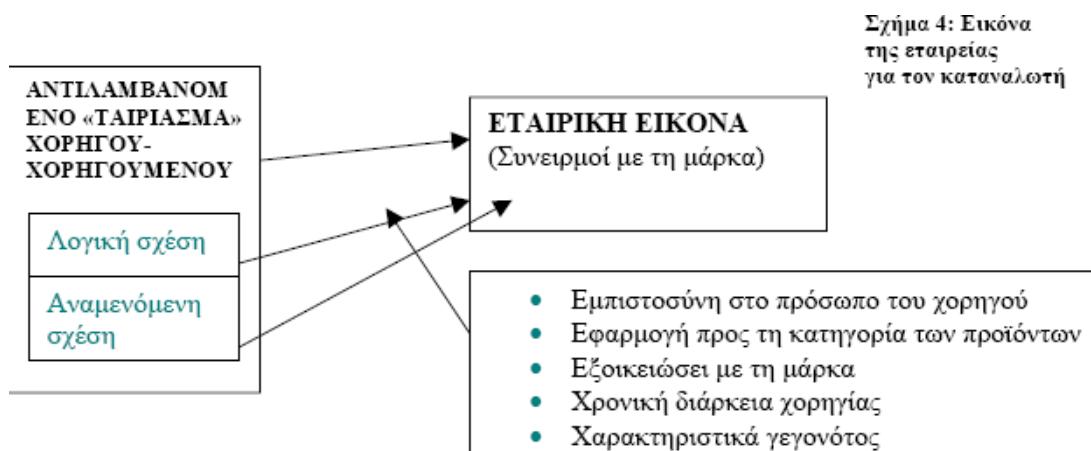 Σχήμα 4: Εικόνα
της εταιρείας
για τον καταναλωτή
ΑΝΤΙΛΑΜΒΑΝΟΜ
ΕΝΟ «ΤΑΙΡΙΑΣΜΑ»
ΧΟΡΗΓΟΥ-
ΧΟΡΗΓΟΥΜΕΝΟΥ
Λογική σχέση
Αναμενόμενη
σχέση
ΕΤΑΙΡΙΚΗ ΕΙΚΟΝΑ
(Συνειρμοί με τη μάρκα)
• Εμπιστοσύνη στο πρόσωπο του χορηγού
• Εφαρμογή προς τη κατηγορία των προϊόντων
• Εξοικειώσει με τη μάρκα
• Χρονική διάρκεια χορηγίας
• Χαρακτηριστικά γεγονότος